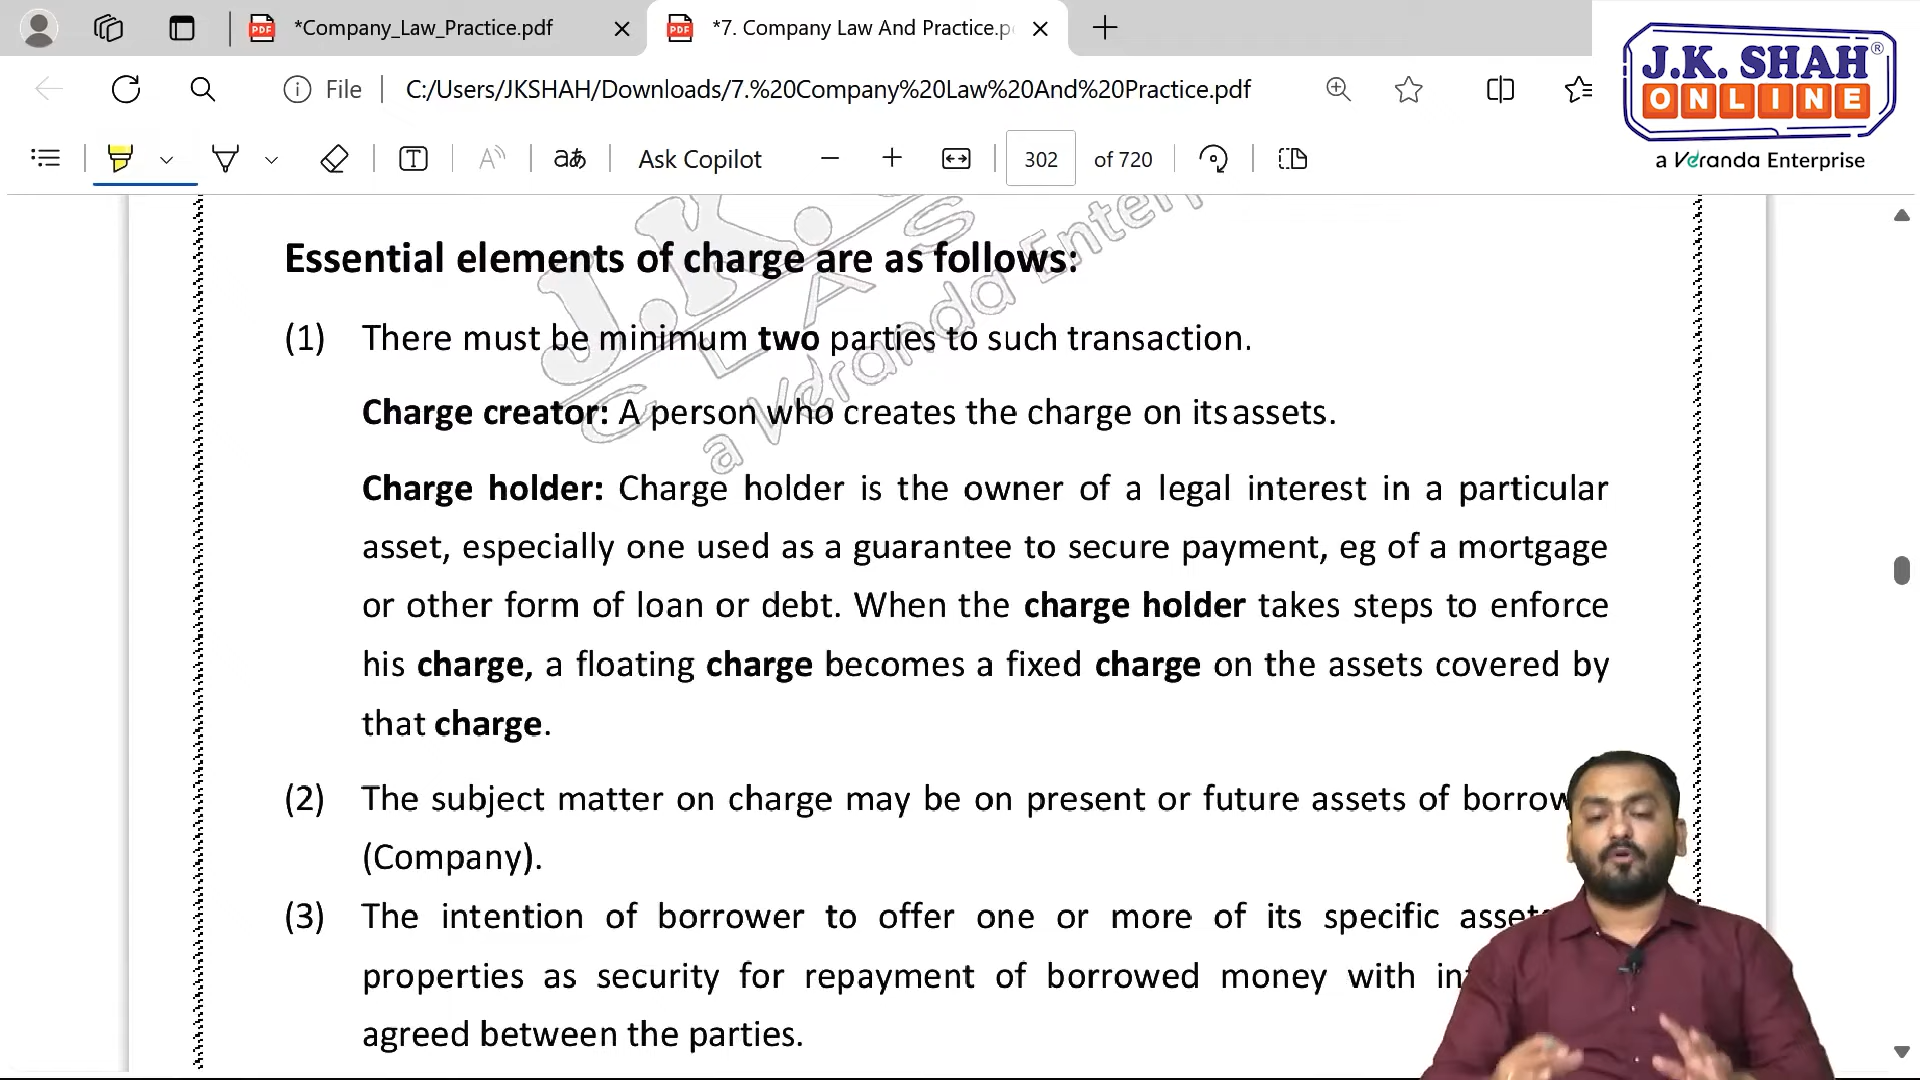 *Company_Law_Practice.pdf
*7. Company Law And Practice.p
File
C:/Users/JKSHAH/Downloads/7.%20Company%20Law%20And%20Practice.pdf
J.K. SHAH®
ONLINE
a Veranda Enterprise
Ask Copilot
302 of 720
Essential elements of charge are as follows:
(1) There must be minimum two parties to such transaction.
Charge creator: A person who creates the charge on its assets.
Charge holder: Charge holder is the owner of a legal interest in a particular
asset, especially one used as a guarantee to secure payment, eg of a mortgage
or other form of loan or debt. When the charge holder takes steps to enforce
his charge, a floating charge becomes a fixed charge on the assets covered by
that charge.
(2) The subject matter on charge may be on present or future assets of borrow
(Company).
(3) The intention of borrower to offer one or more of its specific asset
properties as security for repayment of borrowed money with in
agreed between the parties.
J.K. S
CLAS
a Veranda Enterp